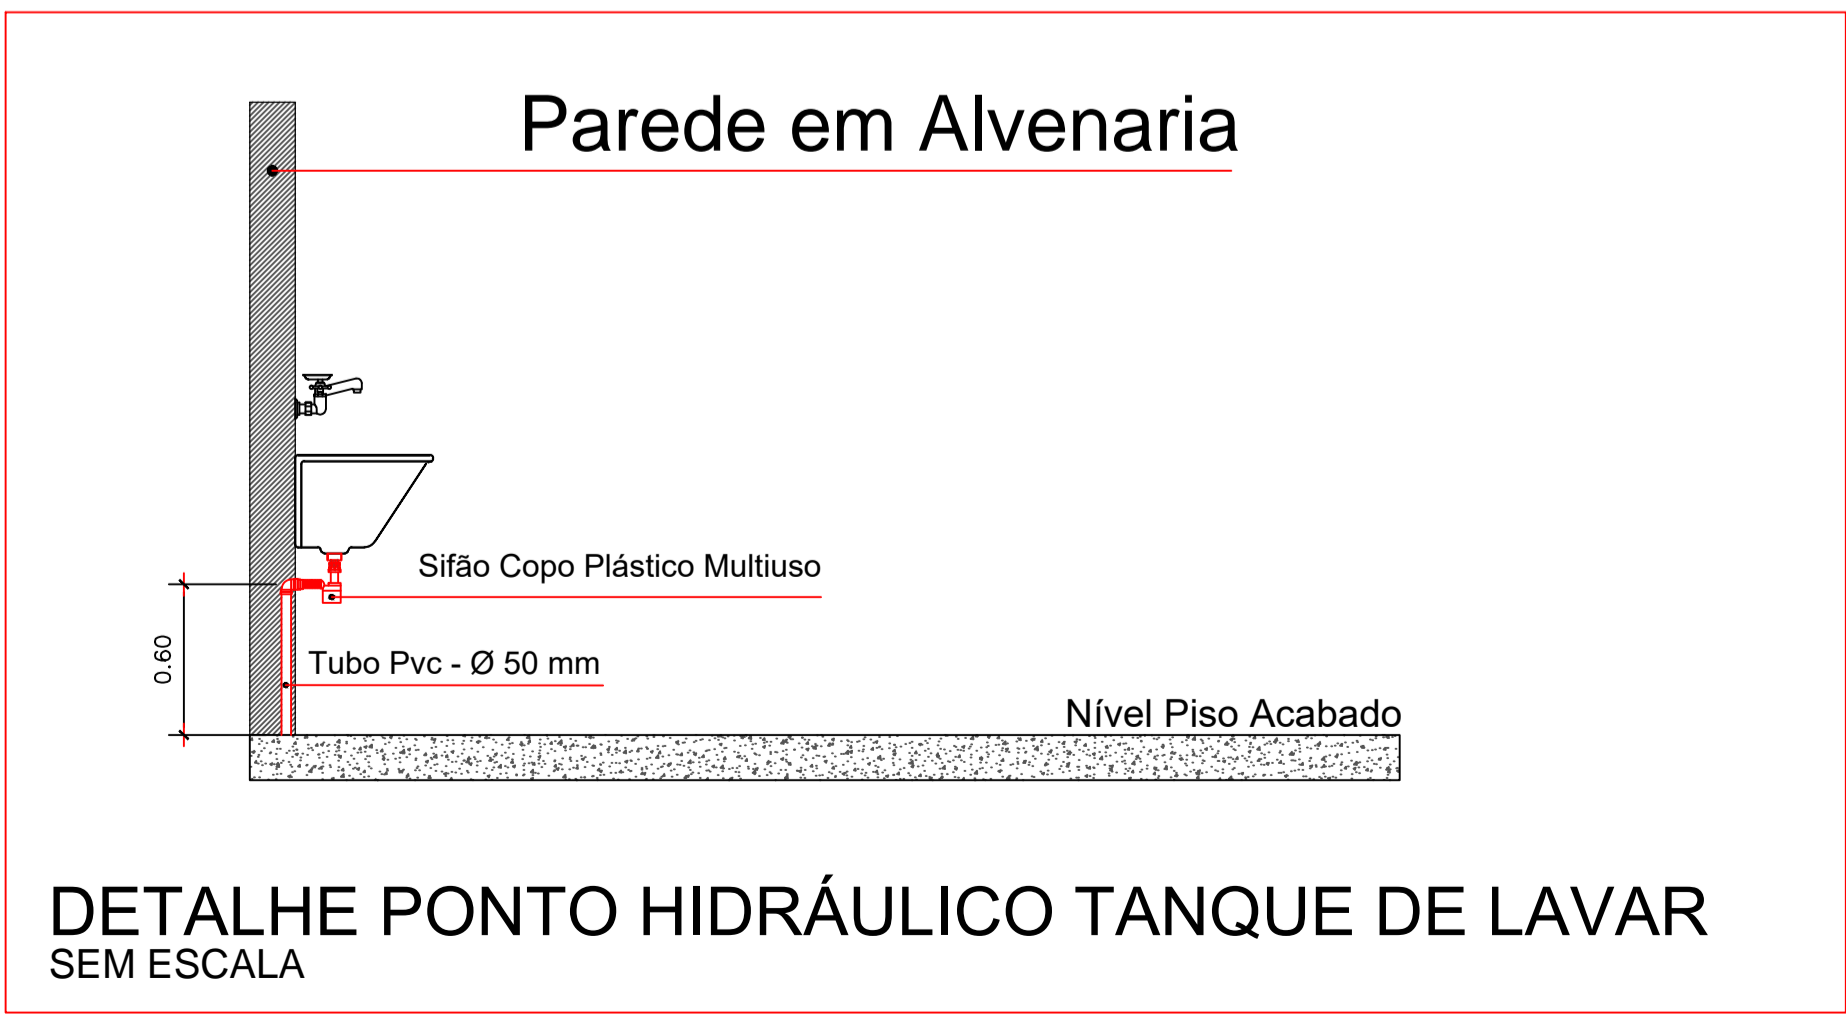 Parede em Alvenaria
Sifão Copo Plástico Multiuso
0.60
Tubo Pvc - Ø 50 mm
Nível Piso Acabado
DETALHE PONTO HIDRÁULICO TANQUE DE LAVAR
SEM ESCALA